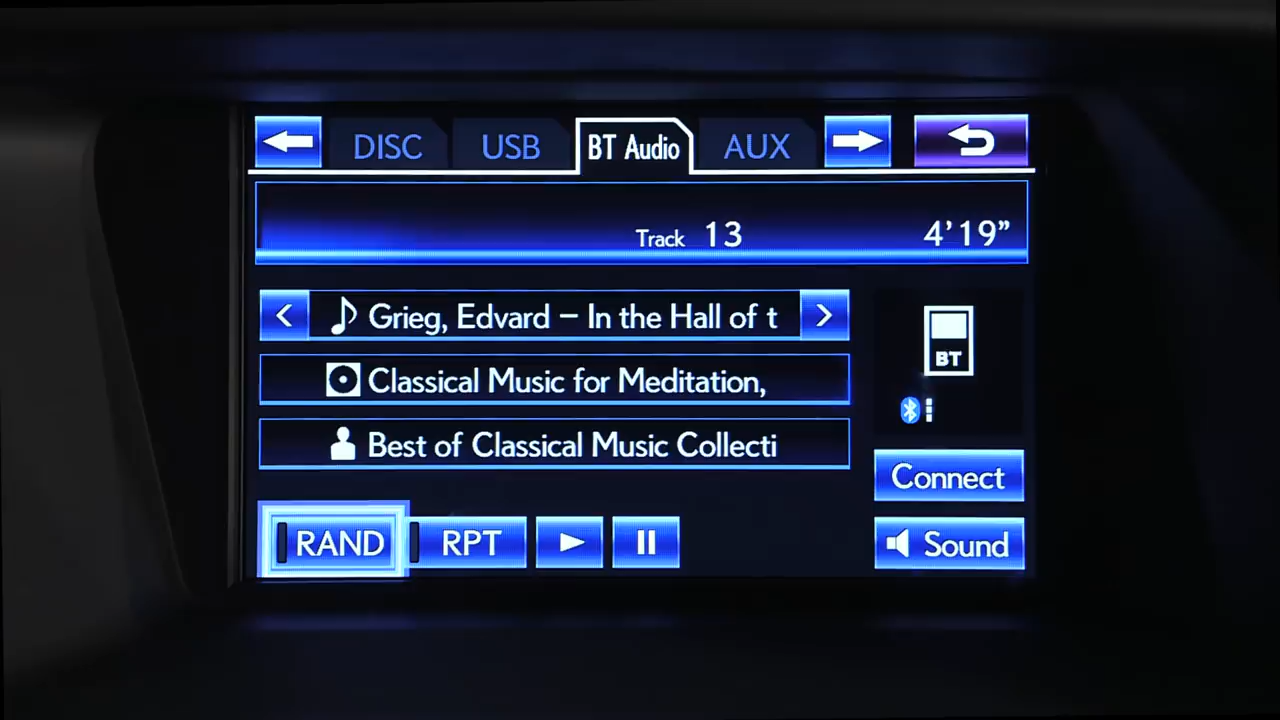 DISC USB BT Audio AUX
Track 13 4'19"
Grieg, Edvard – In the Hall of t
BT
Classical Music for Meditation,
Best of Classical Music Collecti
Connect
RAND RPT Sound